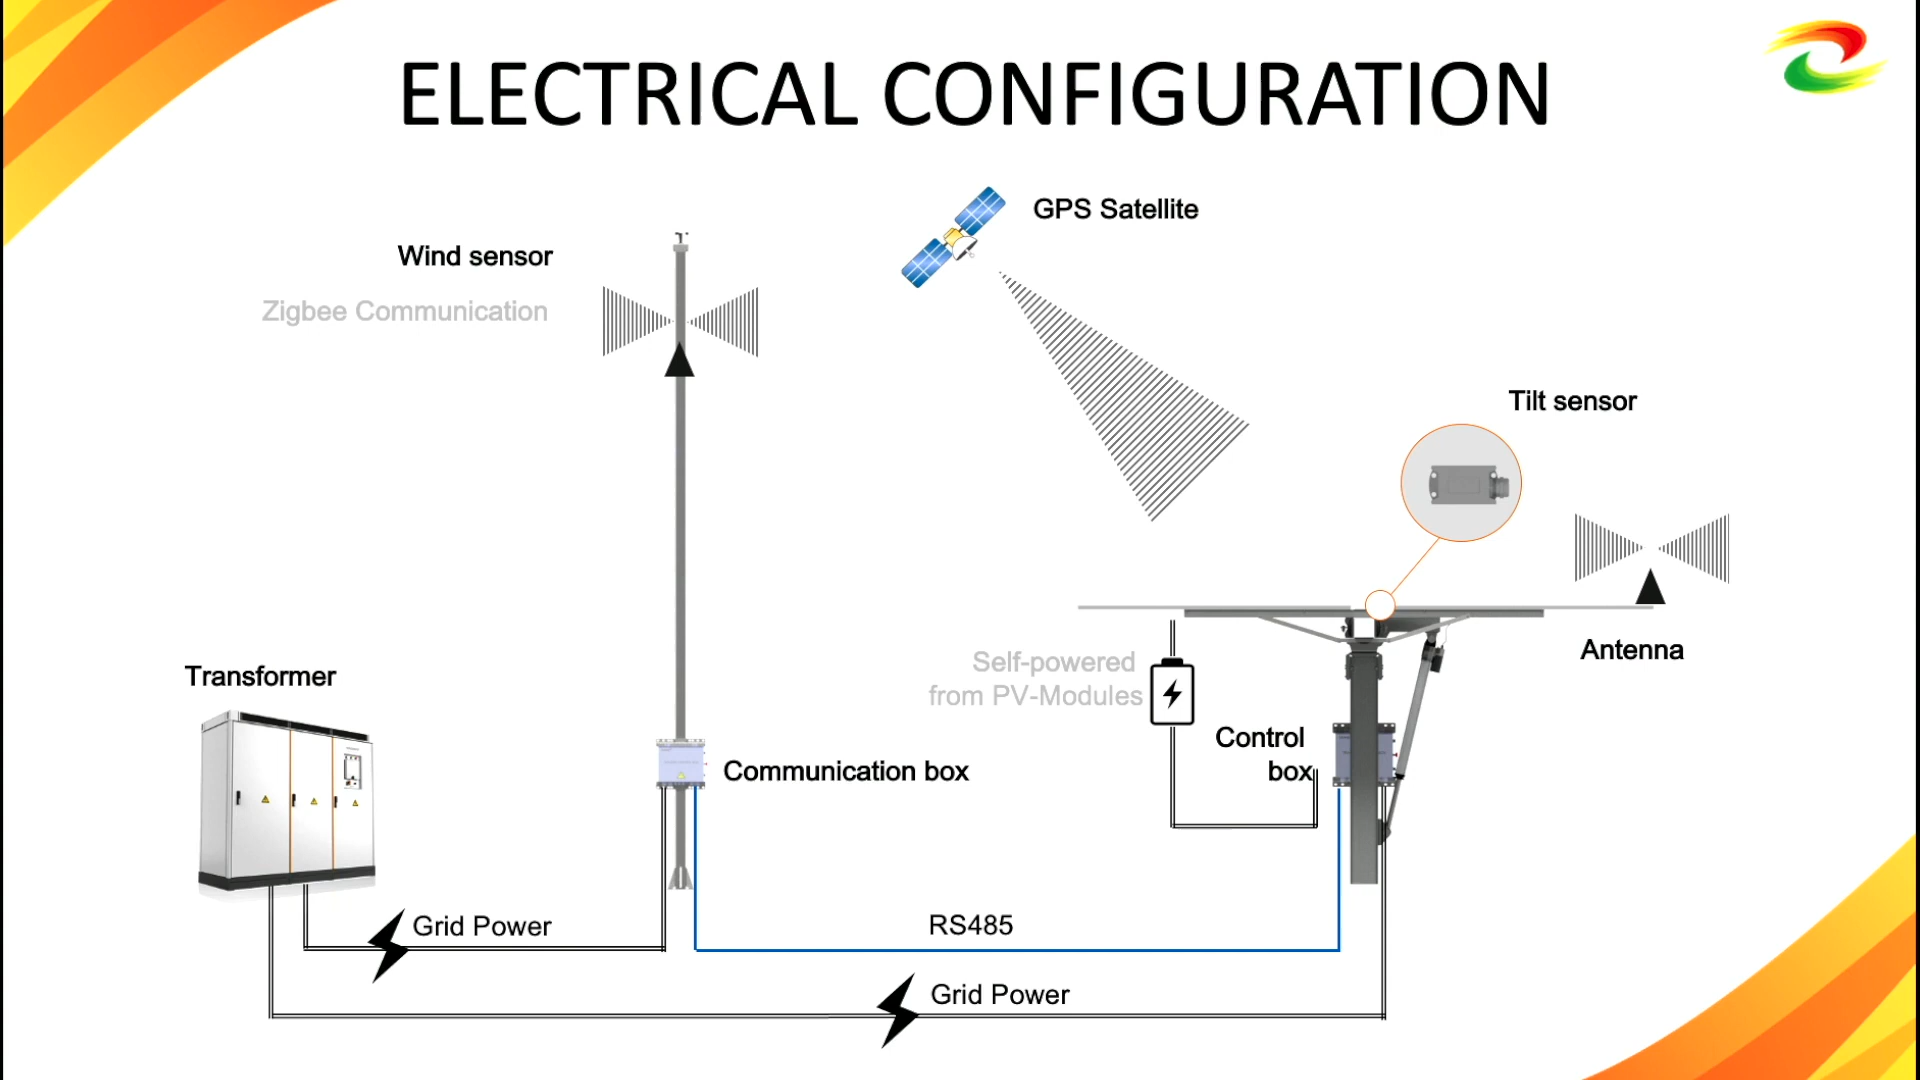 ELECTRICAL CONFIGURATION
GPS Satellite
Wind sensor
Zigbee Communication
Tilt sensor
Antenna
Self-powered
from PV-Modules
Transformer
Control
box
Communication box
Grid Power
RS485
Grid Power